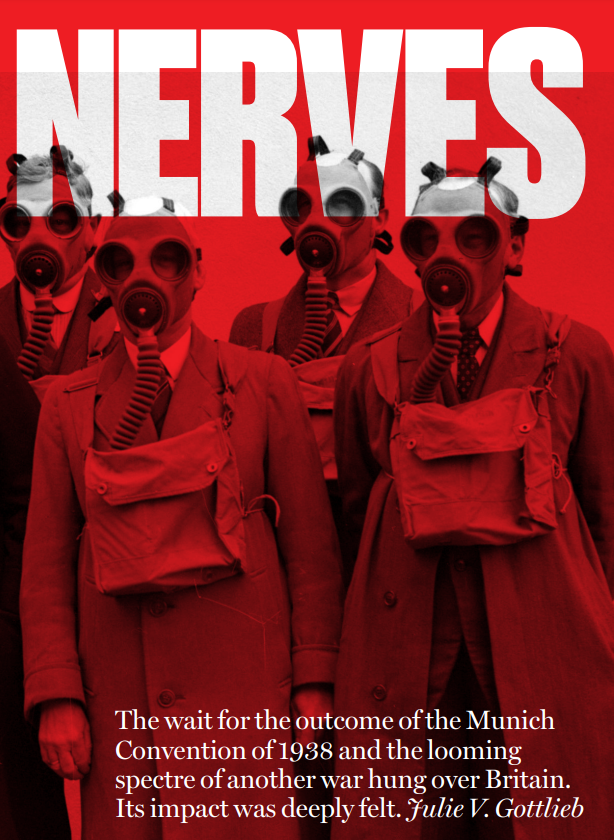 NERVES
The wait for the outcome of the Munich
Convention of 1938 and the looming
spectre of another war hung over Britain.
Its impact was deeply felt. Julie V. Gottlieb